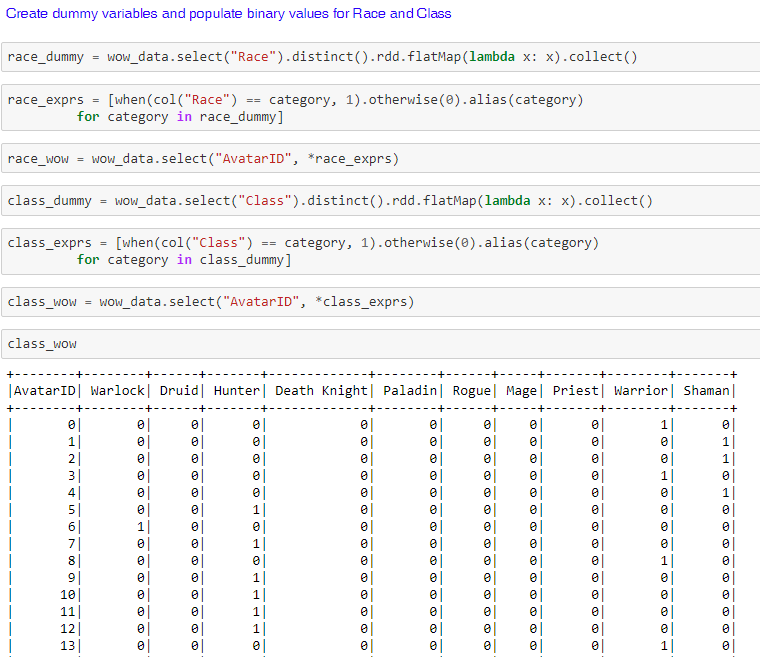 Create dummy variables and populate binary values for Race and Class
race_dummy = wow_data.select("Race").distinct().rdd.flatMap(lambda x: x).collect()
race_exprs = [when(col("Race") == category, 1).otherwise(0).alias(category)
         for category in race_dummy]
race_wow = wow_data.select("AvatarID", *race_exprs)
class_dummy = wow_data.select("Class").distinct().rdd.flatMap(lambda x: x).collect()
class_exprs = [when(col("Class") == category, 1).otherwise(0).alias(category)
         for category in class_dummy]
class_wow = wow_data.select("AvatarID", *class_exprs)
class_wow
+--------+--------+------+-------+-------------+--------+------+-----+-------+--------+-------+
|AvatarID| Warlock| Druid| Hunter| Death Knight| Paladin| Rogue| Mage| Priest| Warrior| Shaman|
+--------+--------+------+-------+-------------+--------+------+-----+-------+--------+-------+
|       0|       0|     0|      0|            0|       0|     0|    0|      0|       1|      0|
|       1|       0|     0|      0|            0|       0|     0|    0|      0|       0|      1|
|       2|       0|     0|      0|            0|       0|     0|    0|      0|       0|      1|
|       3|       0|     0|      0|            0|       0|     0|    0|      0|       1|      0|
|       4|       0|     0|      0|            0|       0|     0|    0|      0|       0|      1|
|       5|       0|     0|      1|            0|       0|     0|    0|      0|       0|      0|
|       6|       1|     0|      0|            0|       0|     0|    0|      0|       0|      0|
|       7|       0|     0|      1|            0|       0|     0|    0|      0|       0|      0|
|       8|       0|     0|      0|            0|       0|     0|    0|      0|       1|      0|
|       9|       0|     0|      1|            0|       0|     0|    0|      0|       0|      0|
|      10|       0|     0|      1|            0|       0|     0|    0|      0|       0|      0|
|      11|       0|     0|      1|            0|       0|     0|    0|      0|       0|      0|
|      12|       0|     0|      1|            0|       0|     0|    0|      0|       0|      0|
|      13|       0|     0|      0|            0|       0|     0|    0|      0|       1|      0|